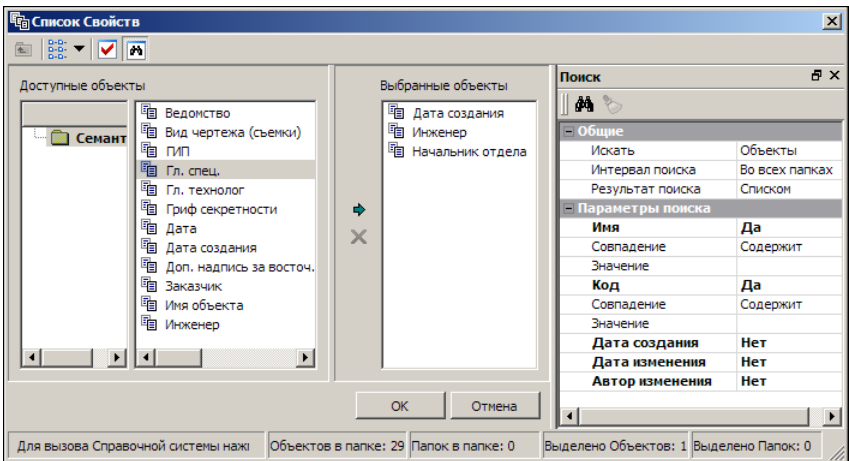 Список Свойств
Доступные объекты
Семант
Ведомство
Вид чертежа (съемки)
ГИП
Гл. спец.
Гл. технолог
Гриф секретности
Дата
Дата создания
Доп. надпись за восточ.
Заказчик
Имя объекта
Инженер
Выбранные объекты
Дата создания
Инженер
Начальник отдела
ОК
Отмена
Поиск
Общие
Искать Объекты
Интервал поиска Во всех папках
Результат поиска Списком
Параметры поиска
Имя Да
Совпадение Содержит
Значение
Код Да
Совпадение Содержит
Значение
Дата создания Нет
Дата изменения Нет
Автор изменения Нет
Для вызова Справочной системы нажи Объектов в папке: 29 Папок в папке: 0 Выделено Объектов: 1 Выделено Папок: 0